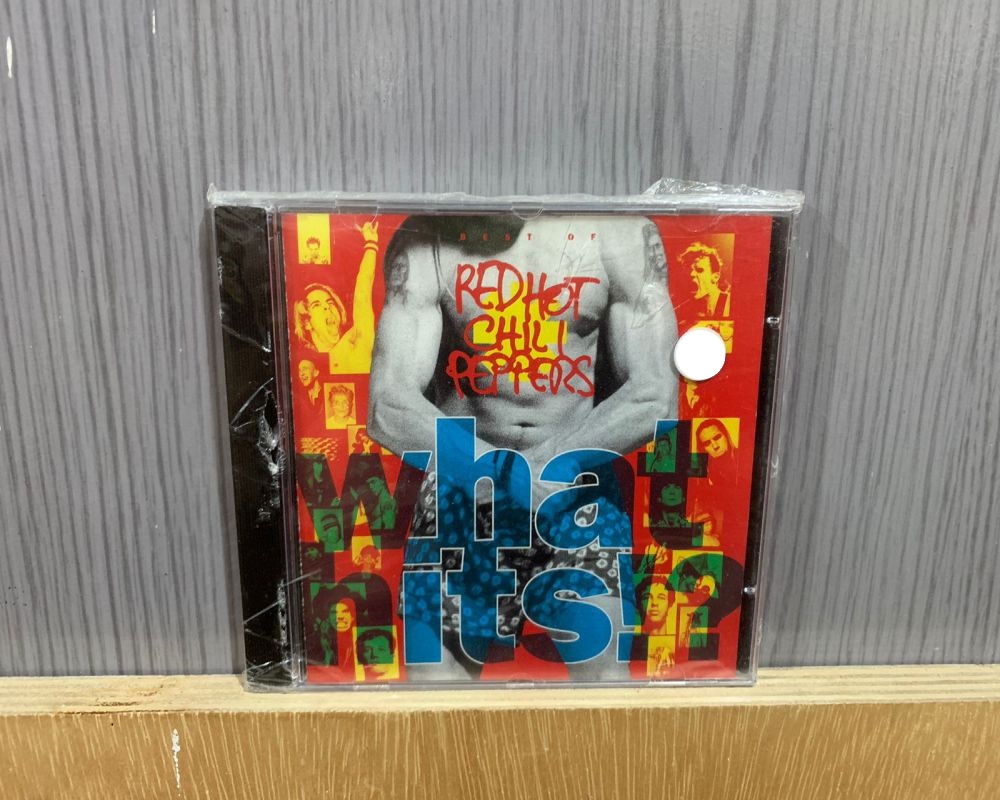 BEST OF
RED HOT
CHILI
PEPPERS
what
hits!?